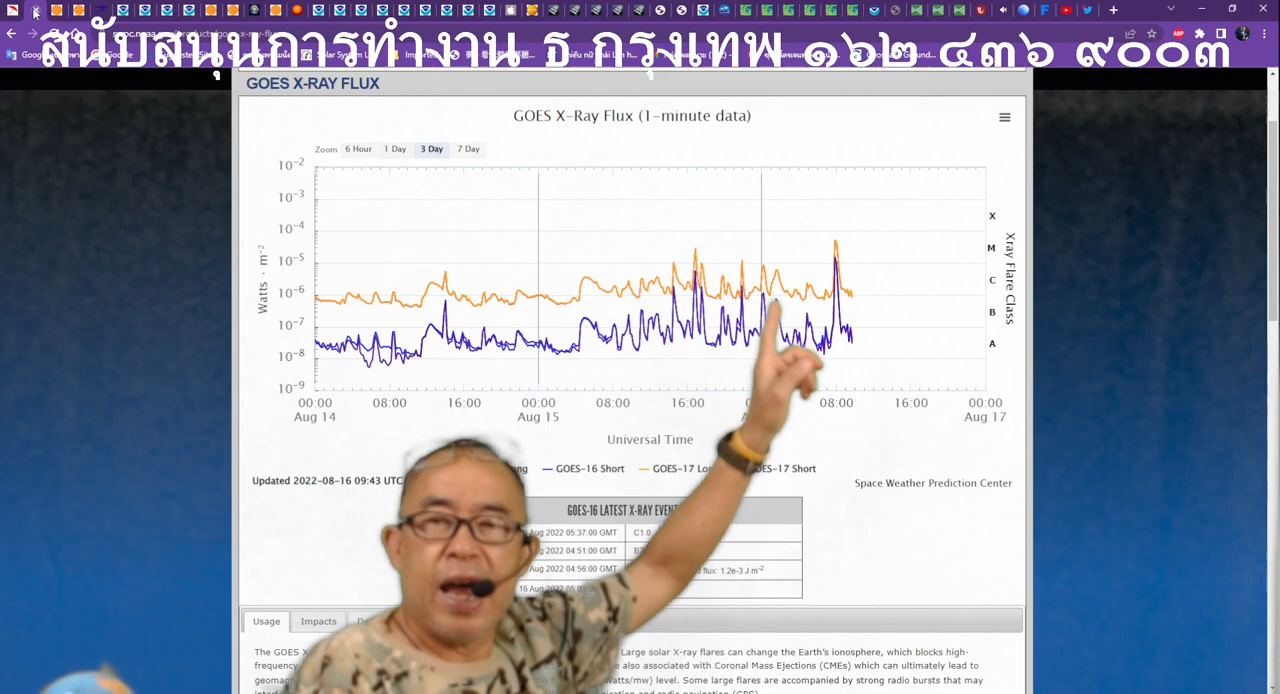 สนับสนุนการทำงาน ธ กรุงเทพ ๑๖๒ ๔๓๖ ๙๐๐๓
GOES X-RAY FLUX
GOES X-Ray Flux (1-minute data)
Zoom 6 Hour 1 Day 3 Day 7 Day
10⁻²
10⁻³
10⁻⁴
10⁻⁵
10⁻⁶
10⁻⁷
10⁻⁸
10⁻⁹
Watts · m⁻²
X
M
C
B
A
Xray Flare Class
00:00 08:00 16:00 00:00 08:00 16:00 08:00 16:00 00:00
Aug 14 Aug 15 Aug 17
Universal Time
GOES-16 Short GOES-17 Short
Updated 2022-08-16 09:43 UTC
Space Weather Prediction Center
GOES-16 LATEST X-RAY EVENT
Aug 2022 05:37:00 GMT C1.0
Aug 2022 04:51:00 GMT
Aug 2022 04:56:00 GMT flux: 1.2e-3 J m⁻²
16 Aug 2022
Usage Impacts
The GOES X Large solar X-ray flares can change the Earth's ionosphere, which blocks high-
frequency also associated with Coronal Mass Ejections (CMEs) which can ultimately lead to
geomag (watts/mw) level. Some large flares are accompanied by strong radio bursts that may